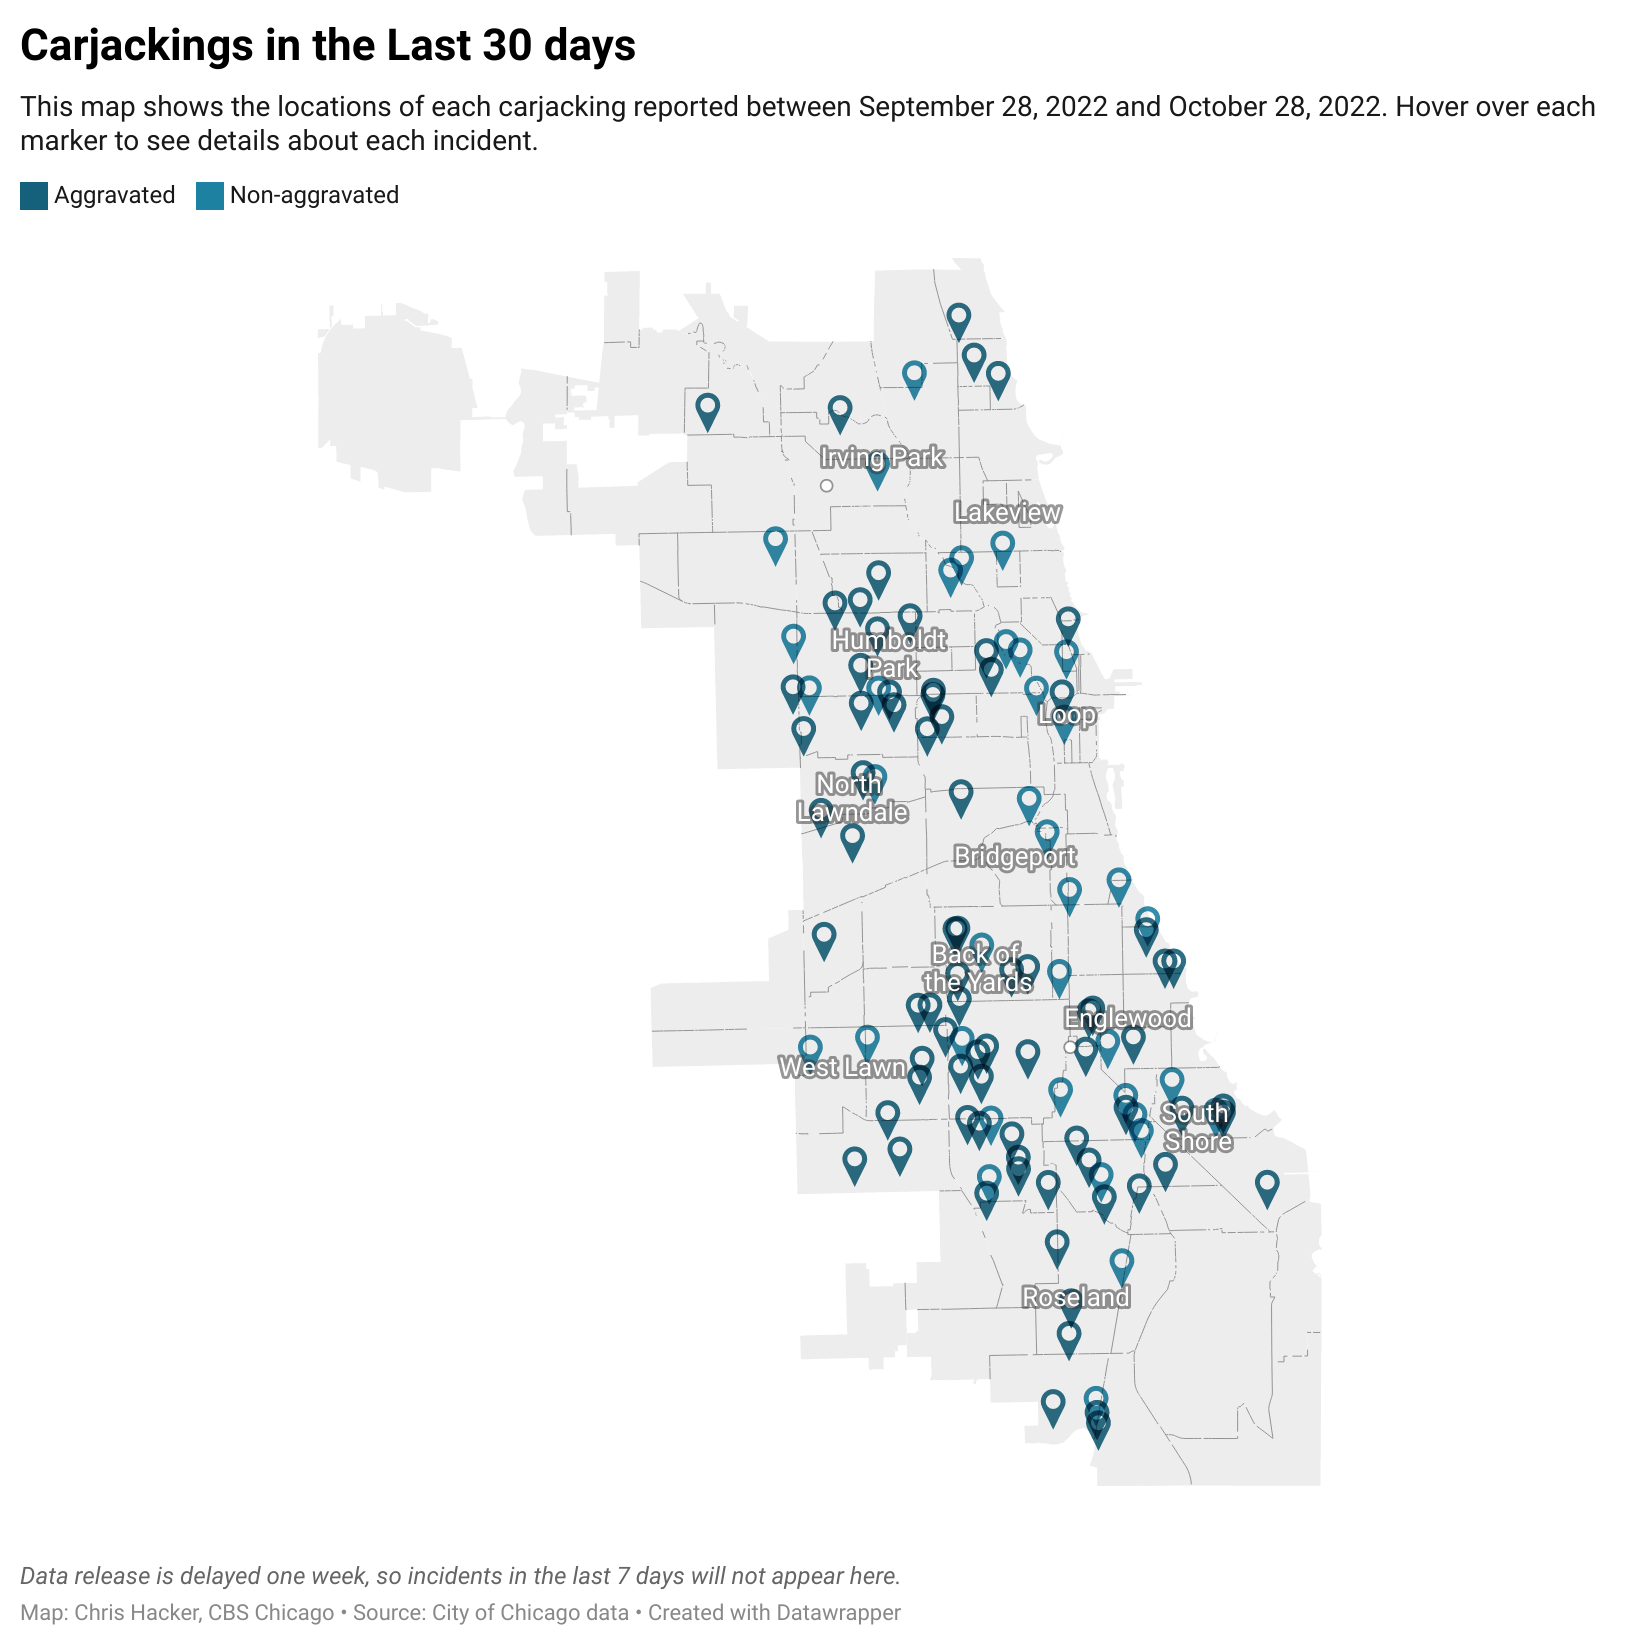 Carjackings in the Last 30 days
This map shows the locations of each carjacking reported between September 28, 2022 and October 28, 2022. Hover over each
marker to see details about each incident.
Aggravated Non-aggravated
Irving Park
Lakeview
Humboldt
Park
Loop
North
Lawndale
Bridgeport
Back of
the Yards
Englewood
West Lawn
South
Shore
Roseland
Data release is delayed one week, so incidents in the last 7 days will not appear here.
Map: Chris Hacker, CBS Chicago • Source: City of Chicago data • Created with Datawrapper